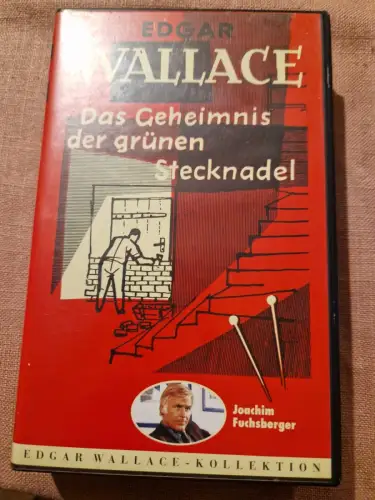 EDGAR
WALLACE
Das Geheimnis
der grünen
Stecknadel
Joachim
Fuchsberger
EDGAR WALLACE-KOLLEKTION